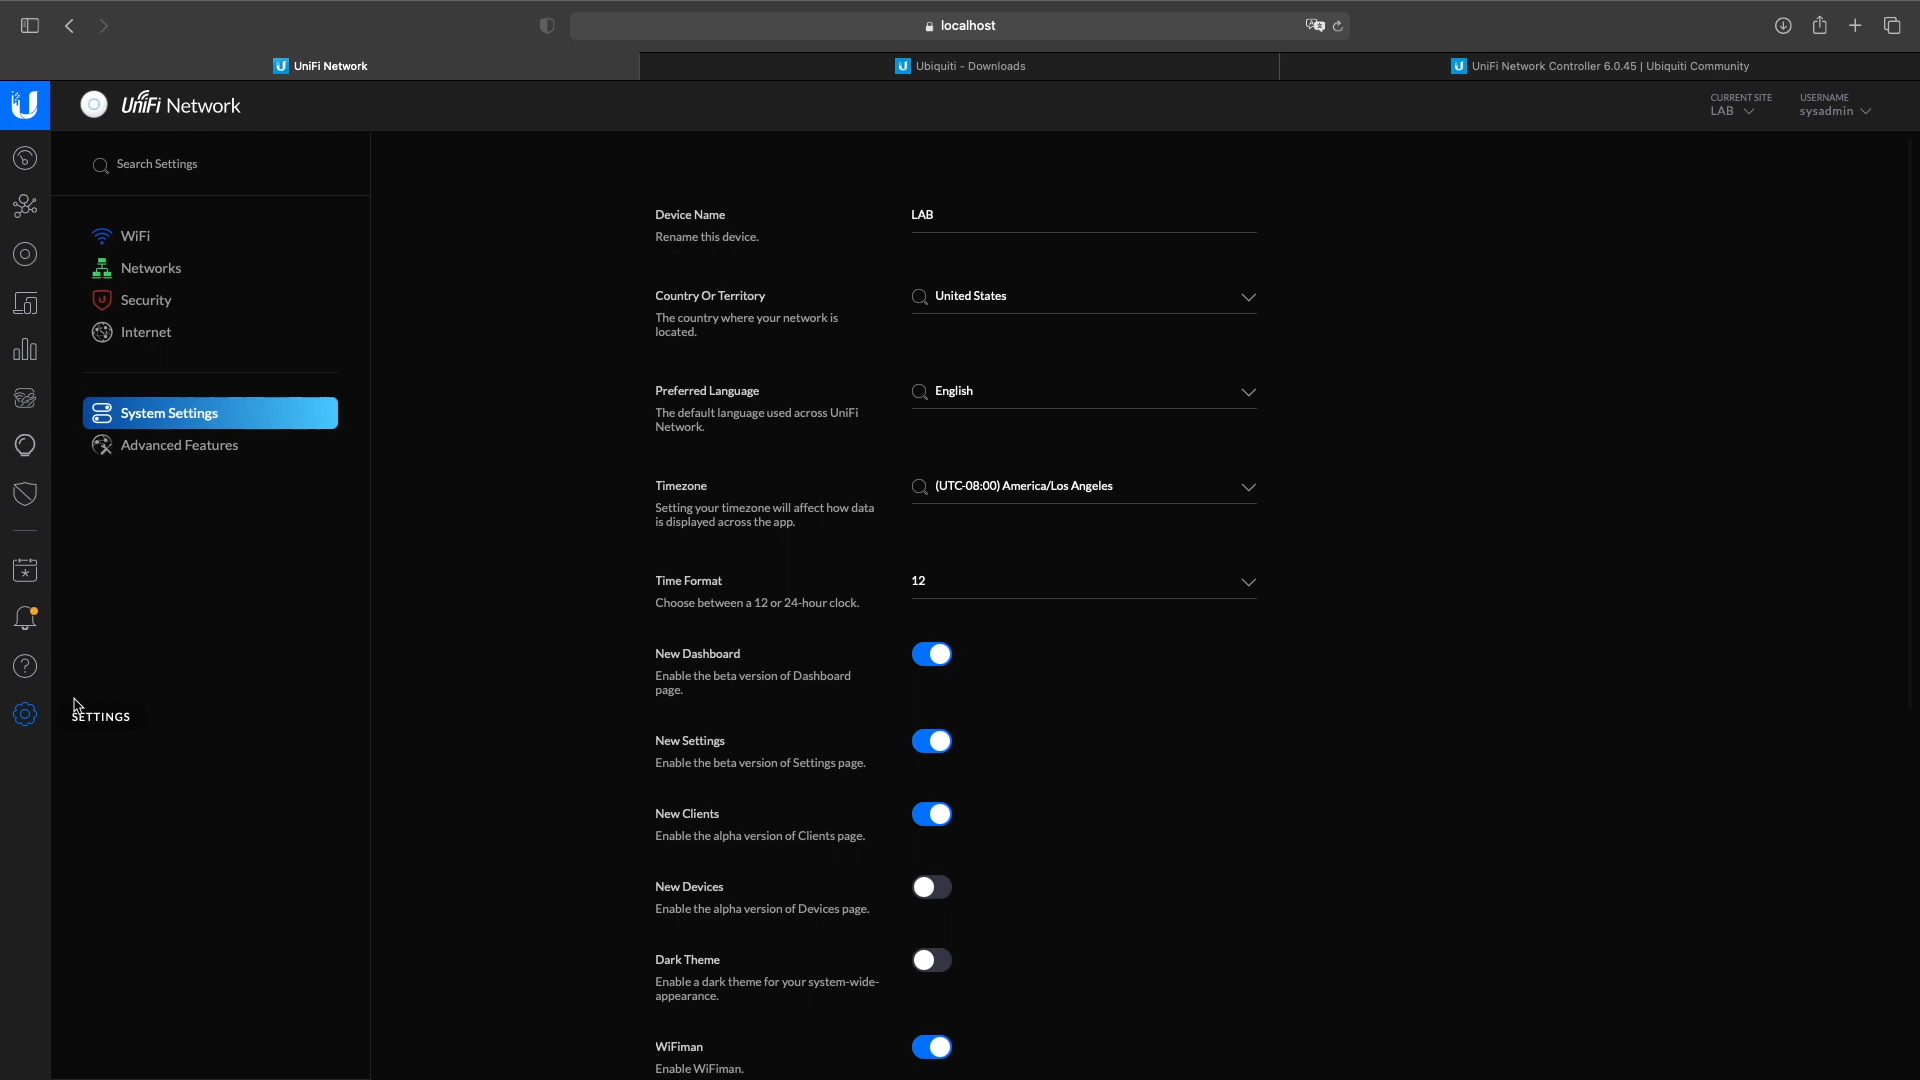 localhost
UniFi Network
Ubiquiti - Downloads
UniFi Network Controller 6.0.45 | Ubiquiti Community
UniFi Network
CURRENT SITE
LAB
USERNAME
sysadmin
Search Settings
WiFi
Networks
Security
Internet
System Settings
Advanced Features
SETTINGS
Device Name
Rename this device.
LAB
Country Or Territory
The country where your network is
located.
United States
Preferred Language
The default language used across UniFi
Network.
English
Timezone
Setting your timezone will affect how data
is displayed across the app.
(UTC-08:00) America/Los Angeles
Time Format
Choose between a 12 or 24-hour clock.
12
New Dashboard
Enable the beta version of Dashboard
page.
New Settings
Enable the beta version of Settings page.
New Clients
Enable the alpha version of Clients page.
New Devices
Enable the alpha version of Devices page.
Dark Theme
Enable a dark theme for your system-wide-
appearance.
WiFiman
Enable WiFiman.